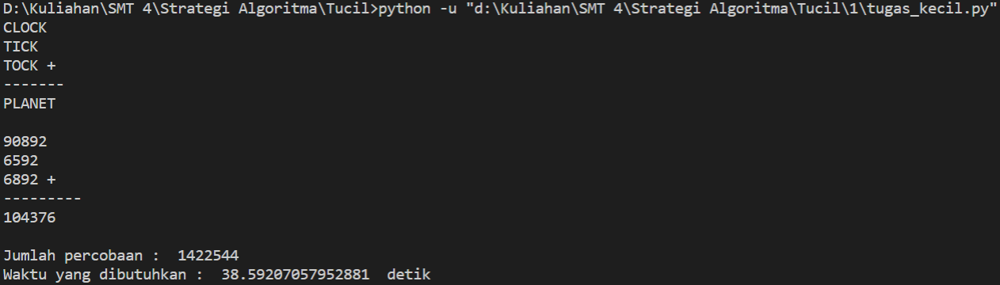 D:\Kuliahan\SMT 4\Strategi Algoritma\Tucil>python -u "d:\Kuliahan\SMT 4\Strategi Algoritma\Tucil\1\tugas_kecil.py"
CLOCK
TICK
TOCK +
-------
PLANET
90892
6592
6892 +
---------
104376
Jumlah percobaan :  1422544
Waktu yang dibutuhkan :  38.59207057952881  detik